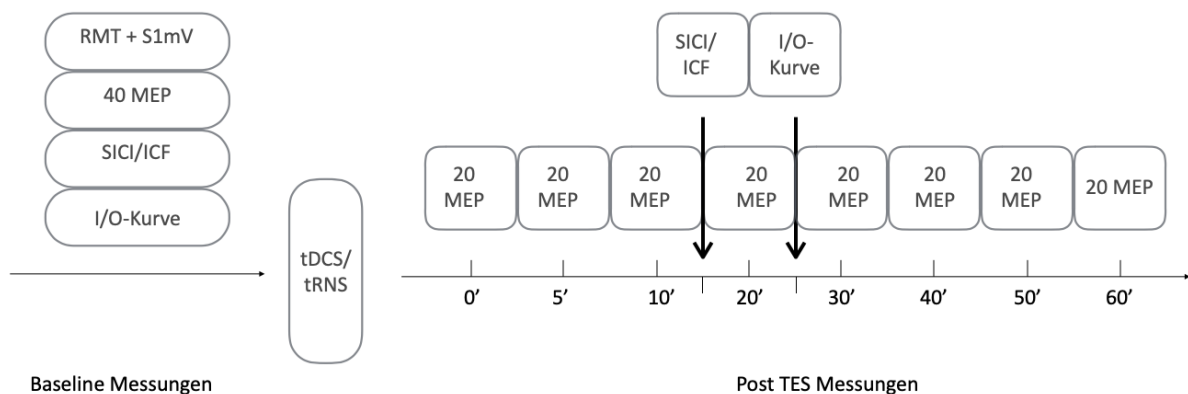 RMT + S1mV
40 MEP
SICI/ICF
I/O-Kurve
Baseline Messungen
tDCS/
tRNS
SICI/
ICF
I/O-
Kurve
20
MEP
20
MEP
20
MEP
20
MEP
20
MEP
20
MEP
20
MEP
20 MEP
0′ 5′ 10′ 20′ 30′ 40′ 50′ 60′
Post TES Messungen